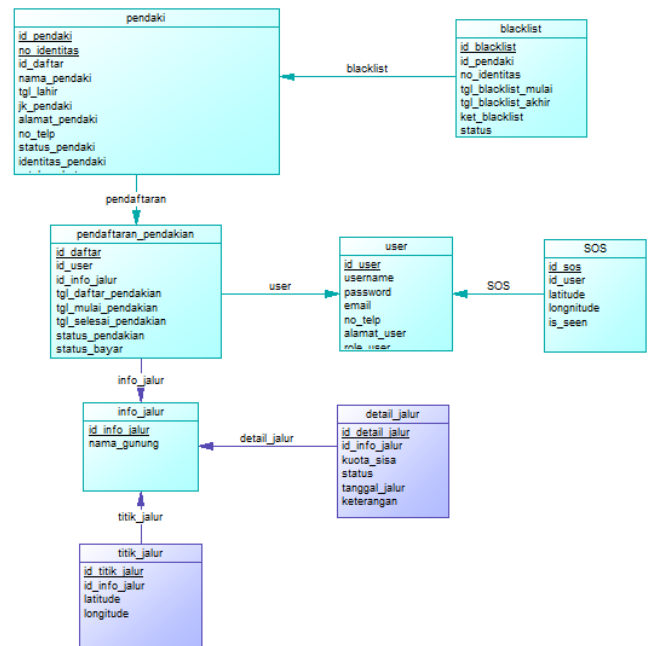 pendaki
id_pendaki
no_identitas
id_daftar
nama_pendaki
tgl_lahir
jk_pendaki
alamat_pendaki
no_telp
status_pendaki
identitas_pendaki
blacklist
blacklist
id_blacklist
id_pendaki
no_identitas
tgl_blacklist_mulai
tgl_blacklist_akhir
ket_blacklist
status
pendaftaran
pendaftaran_pendakian
id_daftar
id_user
id_info_jalur
tgl_daftar_pendakian
tgl_mulai_pendakian
tgl_selesai_pendakian
status_pendakian
status_bayar
user
user
id_user
username
password
email
no_telp
alamat_user
role_user
SOS
SOS
id_sos
id_user
latitude
longnitude
is_seen
info_jalur
info_jalur
id_info_jalur
nama_gunung
detail_jalur
detail_jalur
id_detail_jalur
id_info_jalur
kuota_sisa
status
tanggal_jalur
keterangan
titik_jalur
titik_jalur
id_titik_jalur
id_info_jalur
latitude
longitude